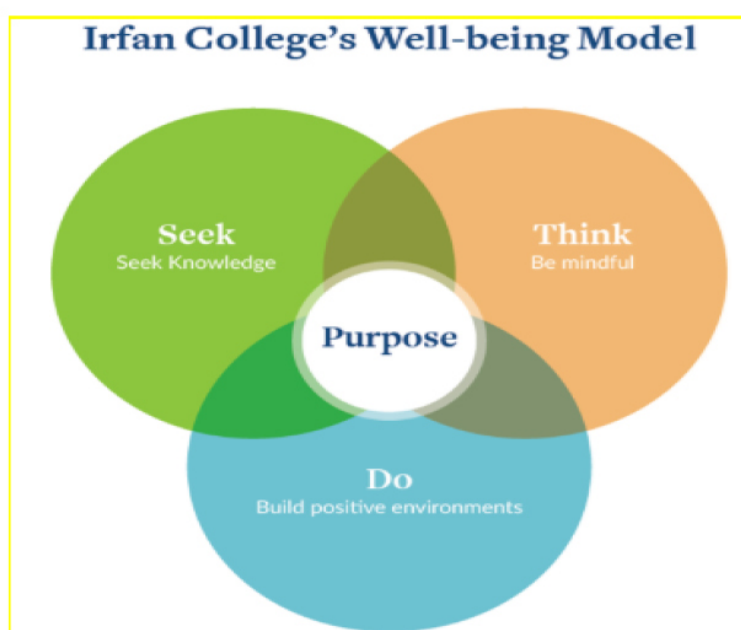 Irfan College's Well-being Model
Seek
Seek Knowledge
Think
Be mindful
Purpose
Do
Build positive environments